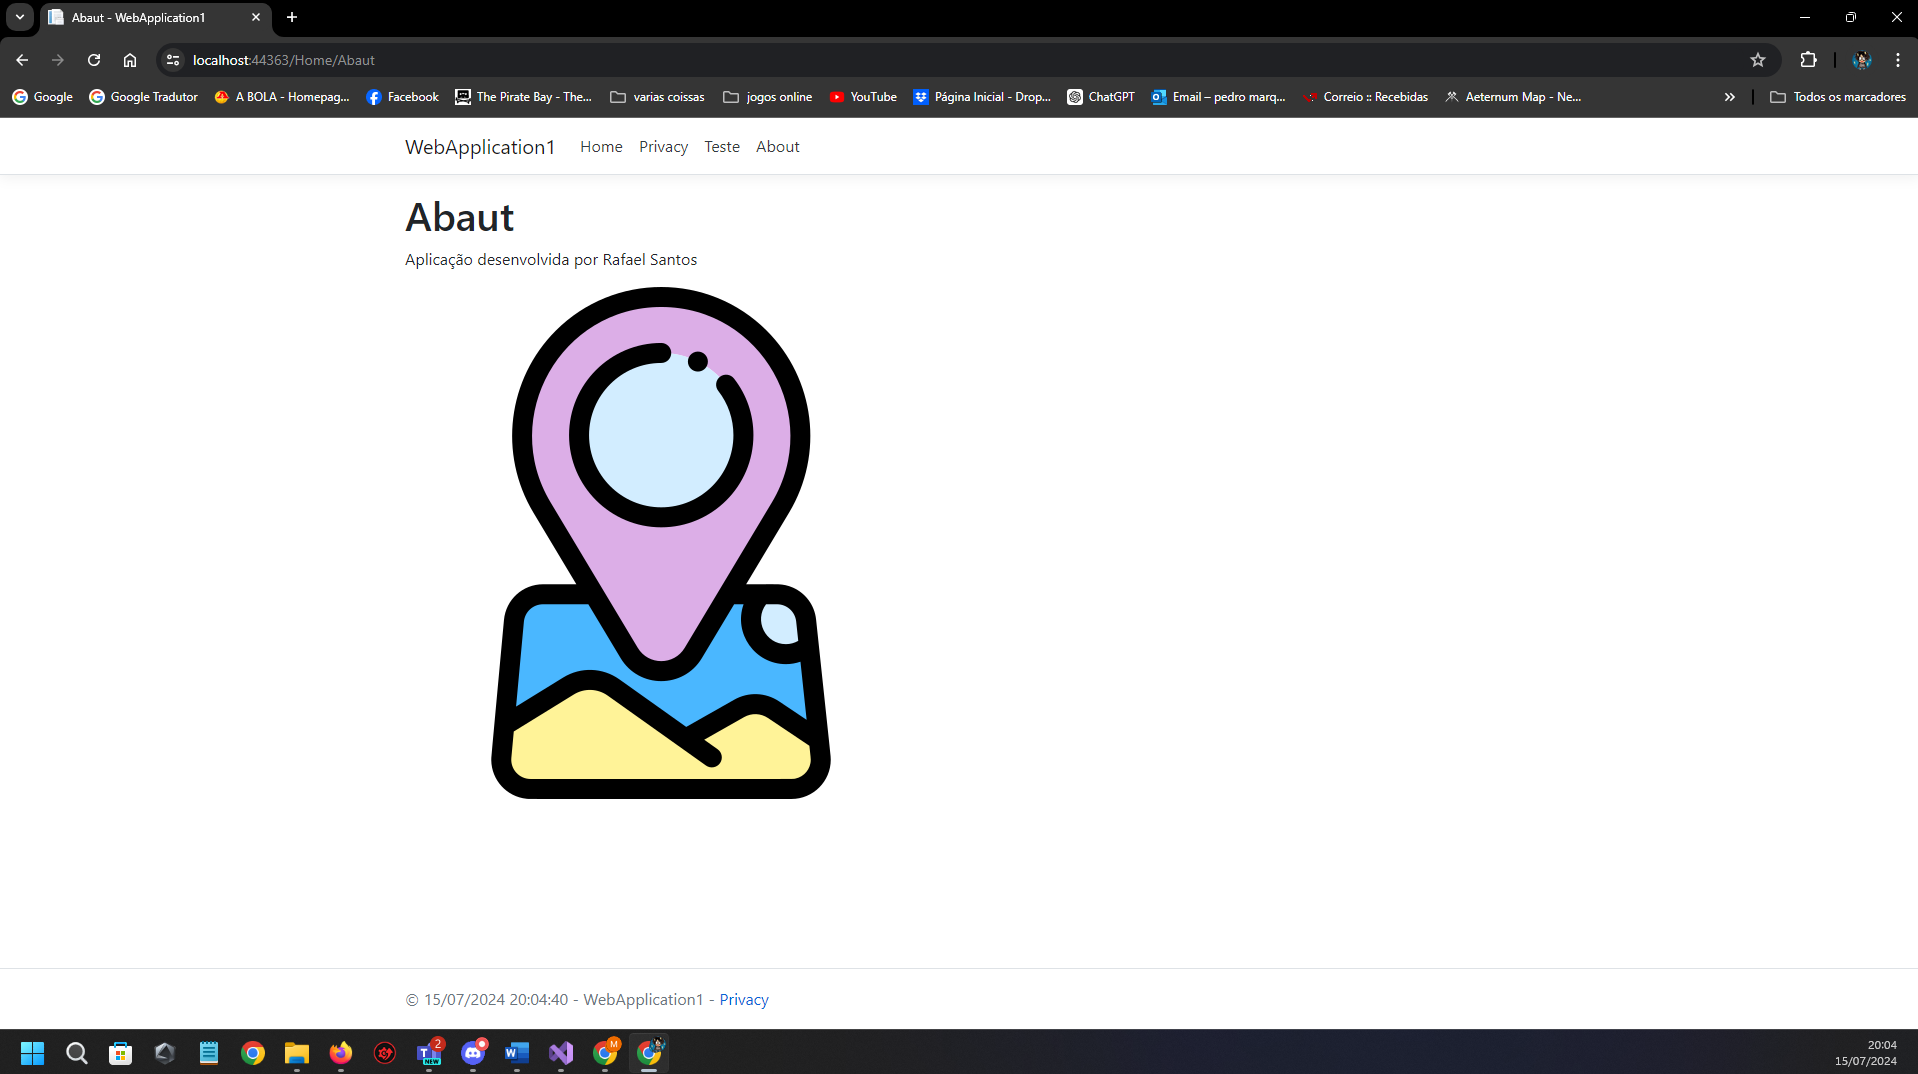 Abaut - WebApplication1
localhost:44363/Home/Abaut
Google Google Tradutor A BOLA - Homepag... Facebook The Pirate Bay - The... varias coissas jogos online YouTube Página Inicial - Drop... ChatGPT Email – pedro marq... Correio :: Recebidas Aeternum Map - Ne... Todos os marcadores
WebApplication1 Home Privacy Teste About
Abaut
Aplicação desenvolvida por Rafael Santos
© 15/07/2024 20:04:40 - WebApplication1 - Privacy
2 M
T NEW W
20:04
15/07/2024